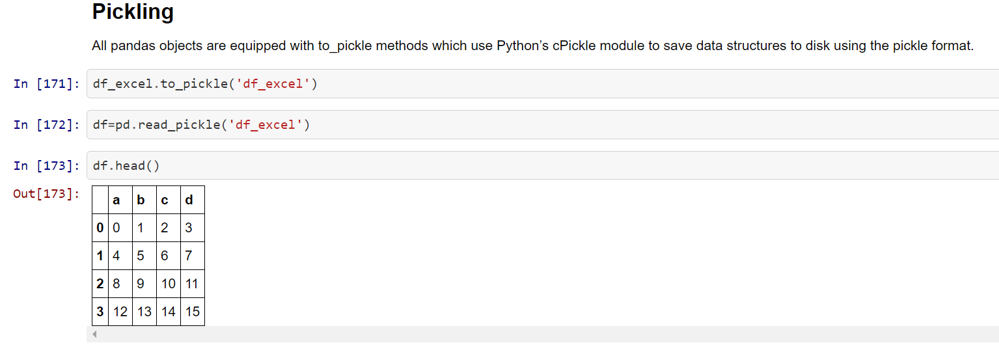 Pickling
All pandas objects are equipped with to_pickle methods which use Python’s cPickle module to save data structures to disk using the pickle format.
In [171]: df_excel.to_pickle('df_excel')
In [172]: df=pd.read_pickle('df_excel')
In [173]: df.head()
Out[173]:
a b c d
0 0 1 2 3
1 4 5 6 7
2 8 9 10 11
3 12 13 14 15